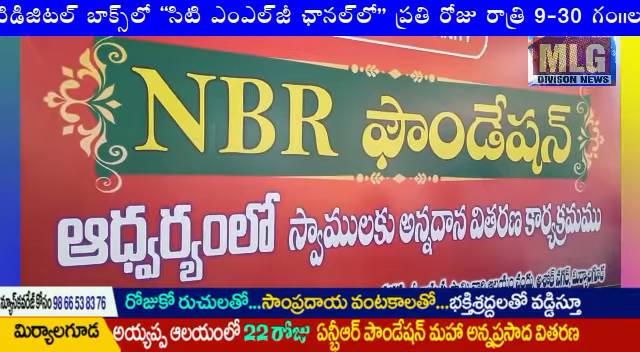 విడిజిటల్ బాక్స్‌లో “సిటి ఎంఎల్‌జీ ఛానల్‌లో” ప్రతి రోజు రాత్రి 9-30 గం॥ల
MLG
DIVISON NEWS
NBR ఫౌండేషన్
ఆధ్వర్యంలో స్వాములకు అన్నదాన వితరణ కార్యక్రమము
న్యూస్‌కవరేజ్ కోసం 98 66 53 83 76
రోజుకో రుచులతో...సాంప్రదాయ వంటకాలతో...భక్తిశ్రద్దలతో వడ్డిస్తూ
మిర్యాలగూడ
అయ్యప్ప ఆలయంలో 22 రోజు ఎన్బీఆర్ పౌండేషన్ మహా అన్నప్రసాద వితరణ